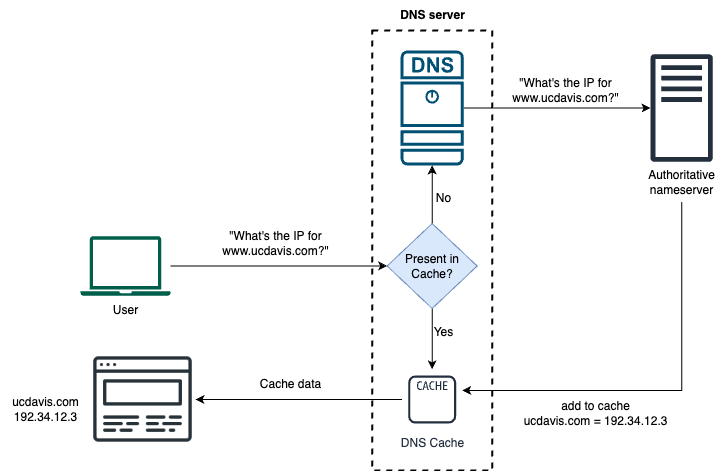 DNS server
DNS
"What's the IP for
www.ucdavis.com?"
Authoritative
nameserver
No
"What's the IP for
www.ucdavis.com?"
Present in
Cache?
User
Yes
CACHE
Cache data
ucdavis.com
192.34.12.3
add to cache
ucdavis.com = 192.34.12.3
DNS Cache